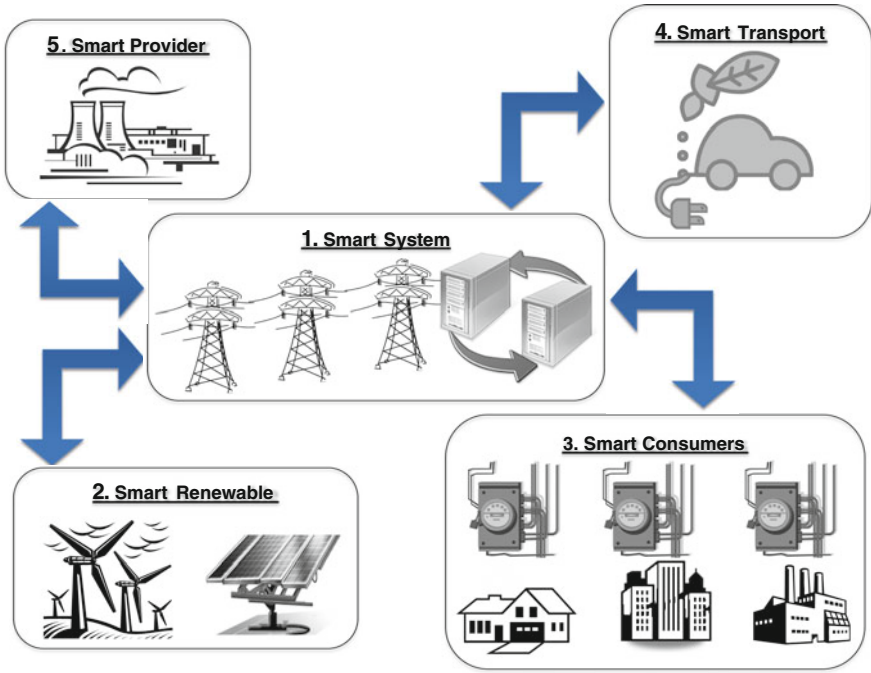 5. Smart Provider
4. Smart Transport
1. Smart System
3. Smart Consumers
2. Smart Renewable